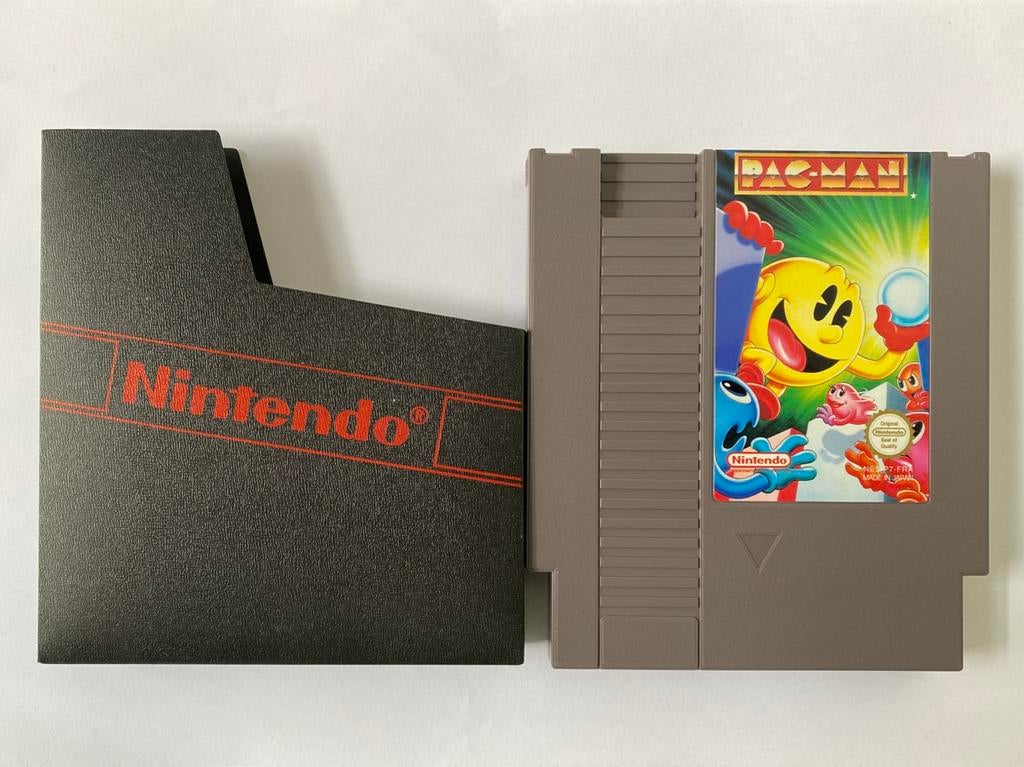 Nintendo®
PAC-MAN
Original
Nintendo
Seal of
Quality
Nintendo
NES-P7-FRA
MADE IN JAPAN